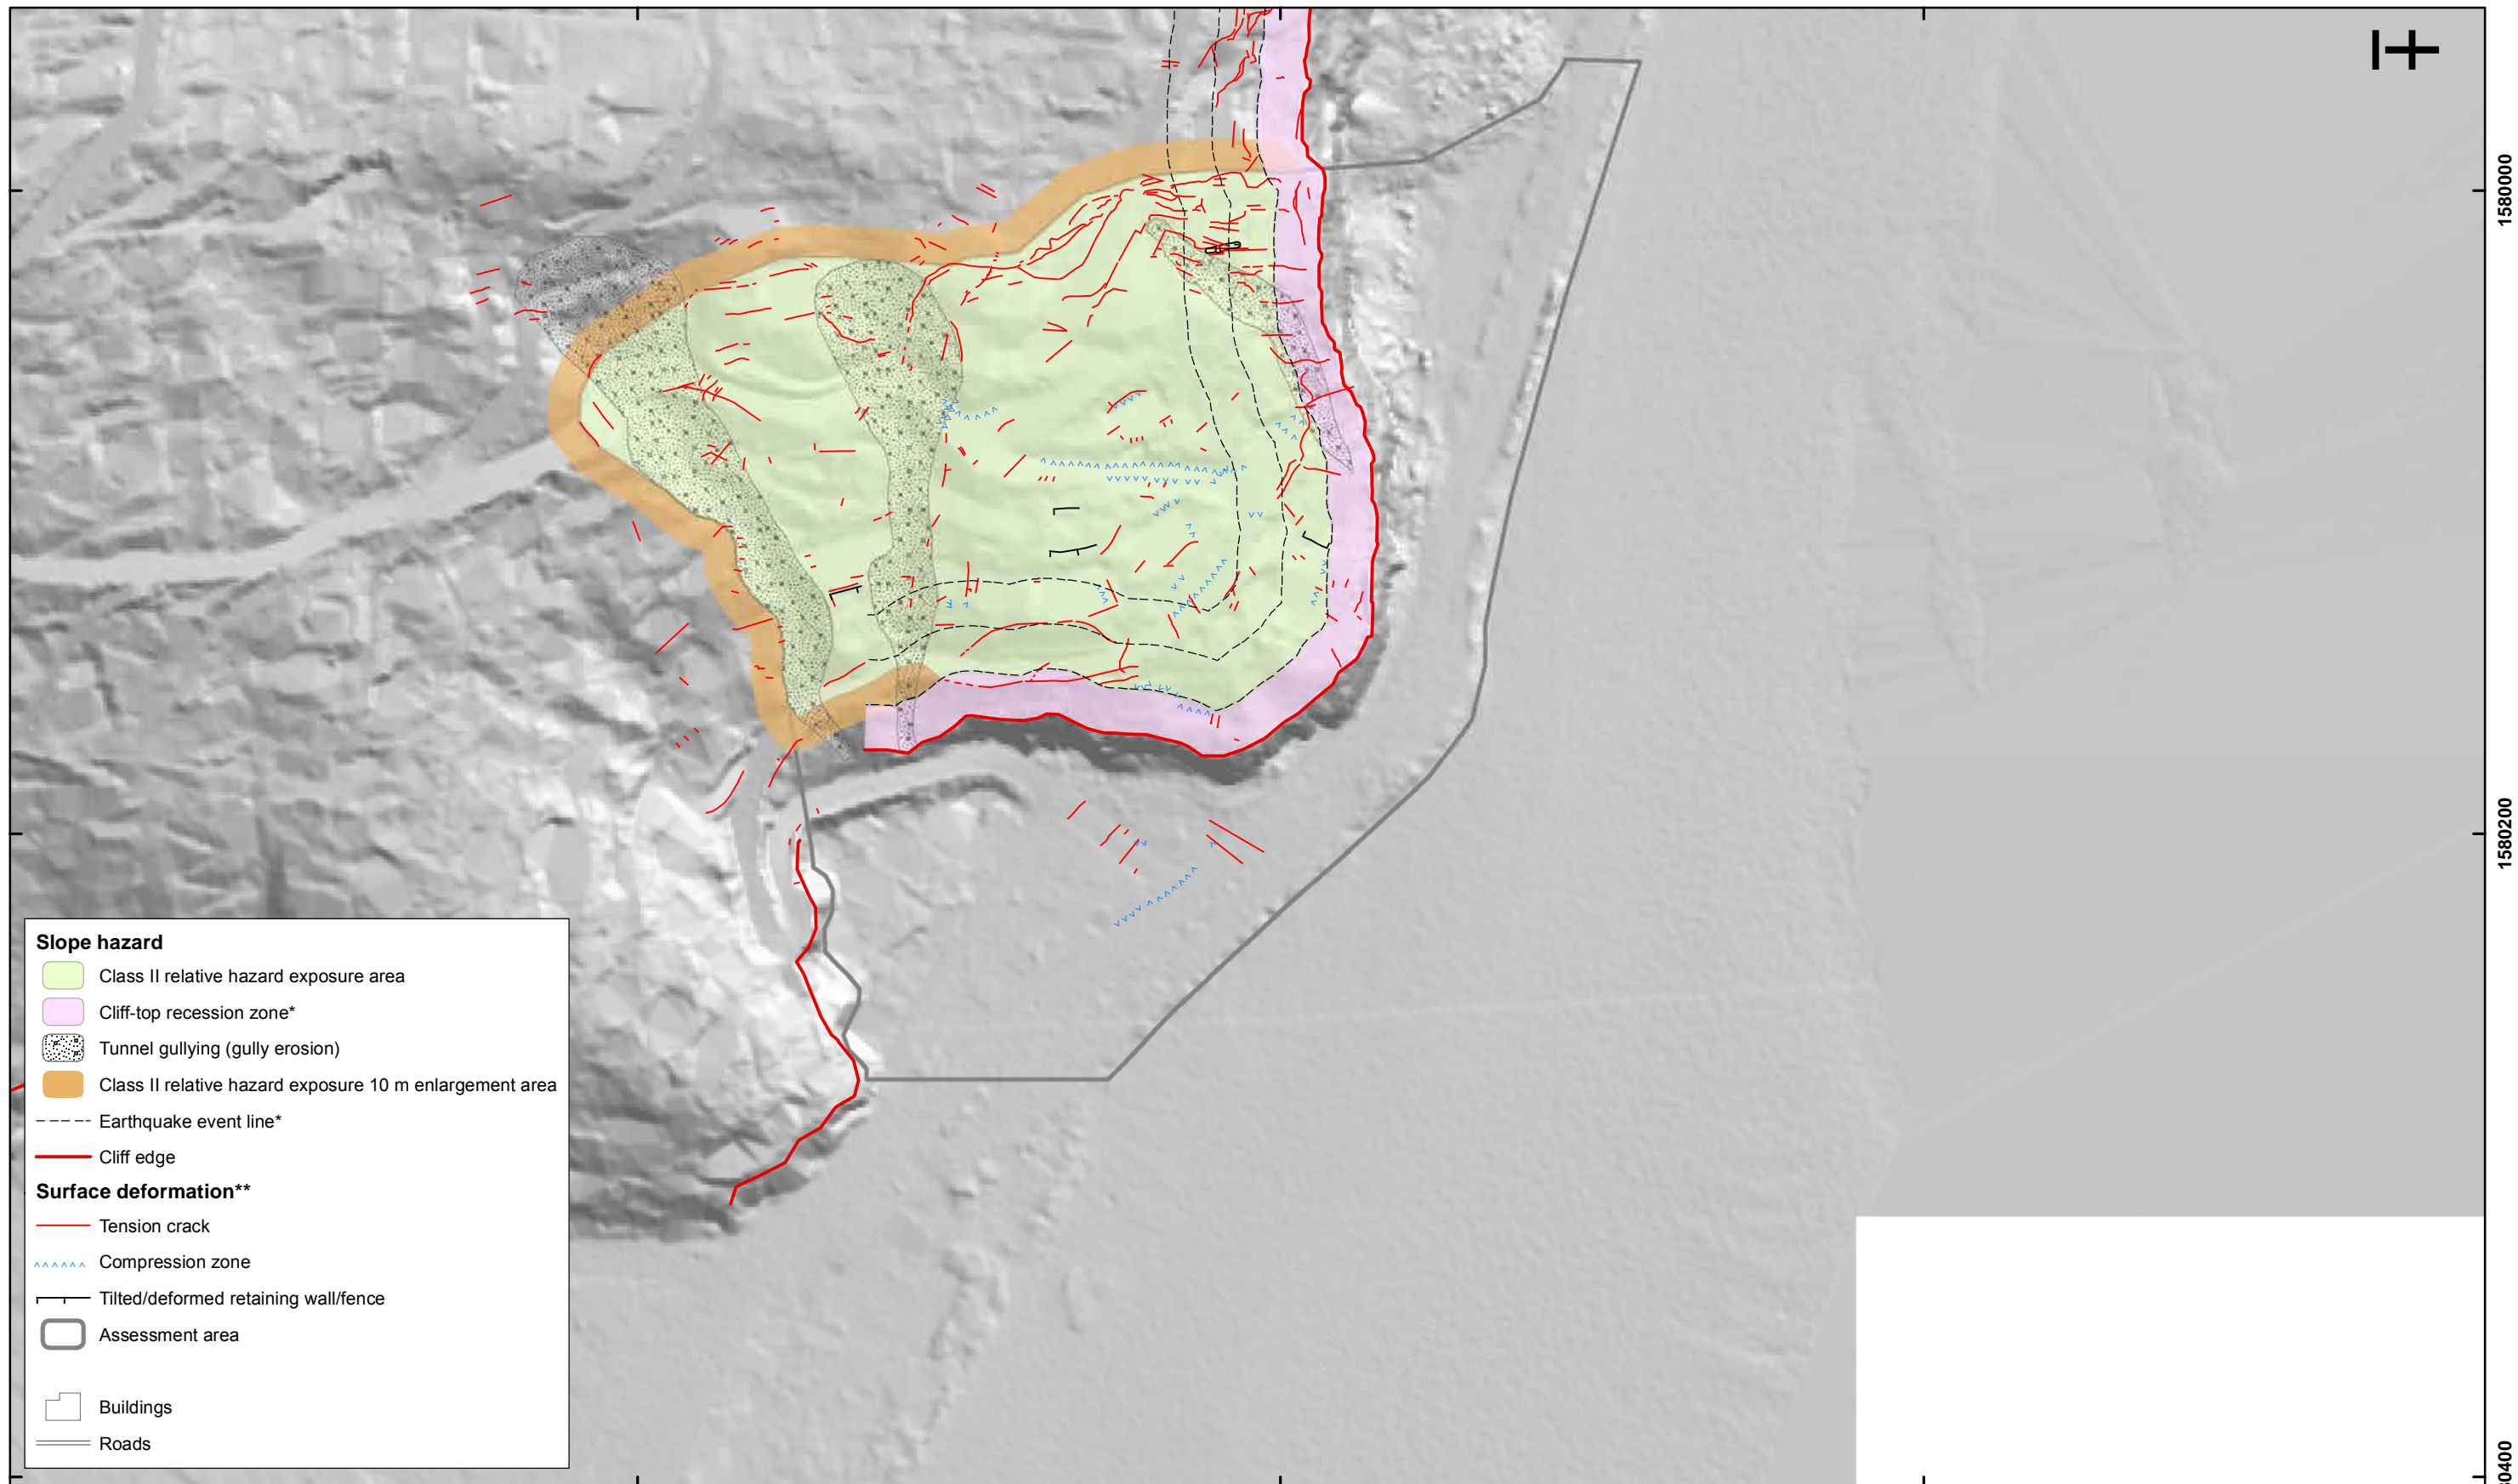 1580000
1580200
Slope hazard
Class II relative hazard exposure area
Cliff-top recession zone*
Tunnel gullying (gully erosion)
Class II relative hazard exposure 10 m enlargement area
Earthquake event line*
Cliff edge
Surface deformation**
Tension crack
Compression zone
Tilted/deformed retaining wall/fence
Assessment area
Buildings
Roads